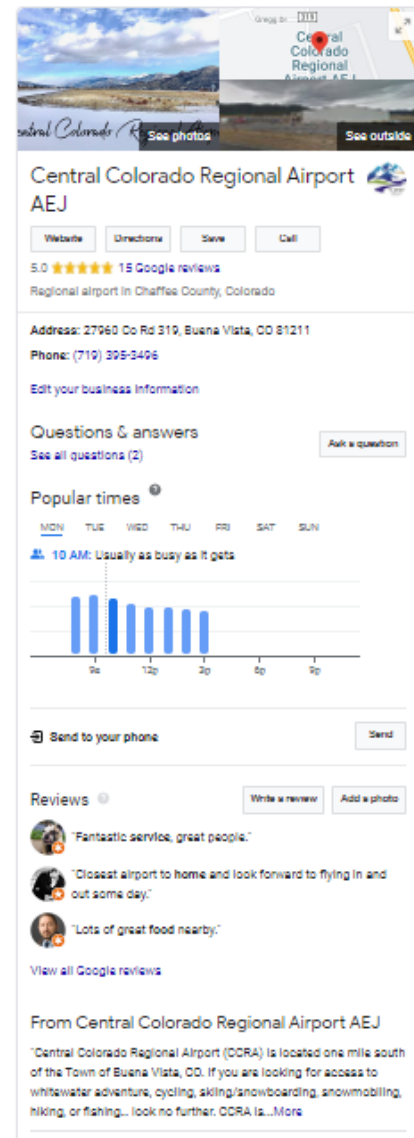 Gregg Dr 319
Central
Colorado
Regional
Airport AEJ
Central Colorado
See photos
See outside
Central Colorado Regional Airport
AEJ
Website Directions Save Call
5.0 15 Google reviews
Regional airport in Chaffee County, Colorado
Address: 27960 Co Rd 319, Buena Vista, CO 81211
Phone: (719) 395-3496
Edit your business information
Questions & answers
See all questions (2)
Ask a question
Popular times
MON TUE WED THU FRI SAT SUN
10 AM: Usually as busy as it gets
9a 12p 3p 6p 9p
Send to your phone
Send
Reviews
Write a review Add a photo
"Fantastic service, great people."
"Closest airport to home and look forward to flying in and
out some day."
"Lots of great food nearby."
View all Google reviews
From Central Colorado Regional Airport AEJ
"Central Colorado Regional Airport (CCRA) is located one mile south
of the Town of Buena Vista, CO. If you are looking for access to
whitewater adventure, cycling, skiing/snowboarding, snowmobiling,
hiking, or fishing... look no further. CCRA is...More